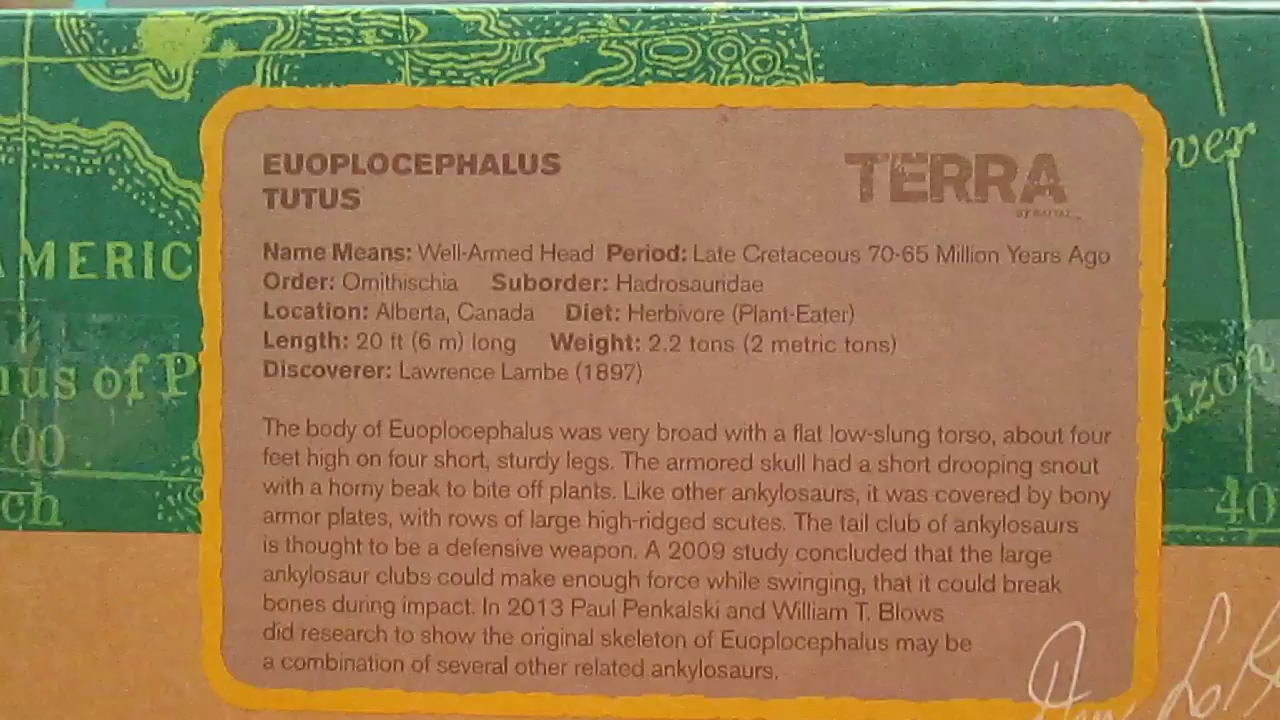 EUOPLOCEPHALUS
TUTUS
TERRA
Name Means: Well-Armed Head Period: Late Cretaceous 70-65 Million Years Ago
Order: Ornithischia Suborder: Hadrosauridae
Location: Alberta, Canada Diet: Herbivore (Plant-Eater)
Length: 20 ft (6 m) long Weight: 2.2 tons (2 metric tons)
Discoverer: Lawrence Lambe (1897)
The body of Euoplocephalus was very broad with a flat low-slung torso, about four
feet high on four short, sturdy legs. The armored skull had a short drooping snout
with a horny beak to bite off plants. Like other ankylosaurs, it was covered by bony
armor plates, with rows of large high-ridged scutes. The tail club of ankylosaurs
is thought to be a defensive weapon. A 2009 study concluded that the large
ankylosaur clubs could make enough force while swinging, that it could break
bones during impact. In 2013 Paul Penkalski and William T. Blows
did research to show the original skeleton of Euoplocephalus may be
a combination of several other related ankylosaurs.
AMERIC
us of P
00
ch
ver
azon
40